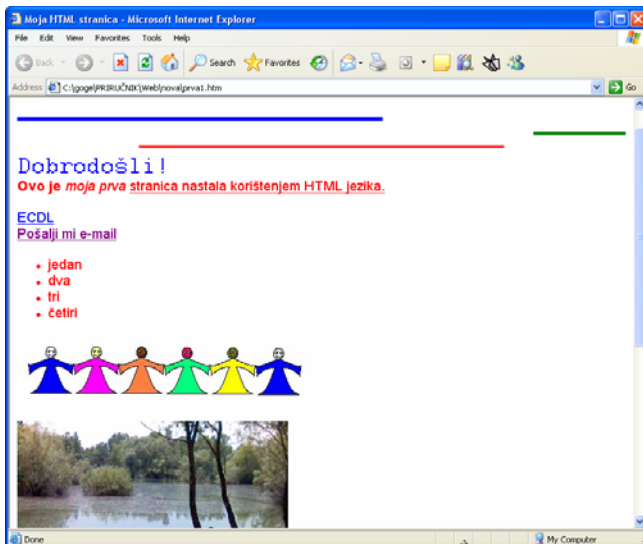 Moja HTML stranica - Microsoft Internet Explorer
File Edit View Favorites Tools Help
Back Search Favorites
Address C:\gogel\PRIRUČNIK\Web\nova\prva1.htm Go
Dobrodošli!
Ovo je moja prva stranica nastala korištenjem HTML jezika.
ECDL
Pošalji mi e-mail
• jedan
• dva
• tri
• četiri
Done My Computer